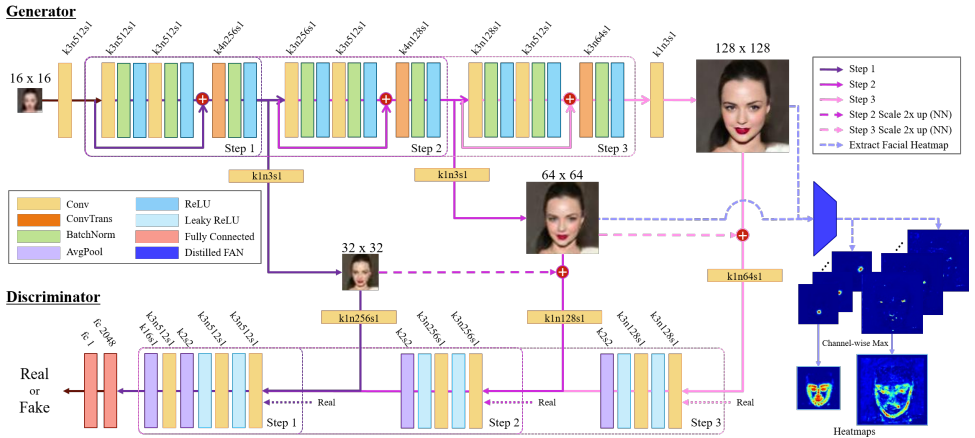 Generator
k3n512s1
k3n512s1
k3n512s1
k4n256s1
k3n256s1
k3n512s1
k4n128s1
k3n128s1
k3n512s1
k3n64s1
k1n3s1
128 x 128
16 x 16
Step 1
Step 2
Step 3
Step 1
Step 2
Step 3
Step 2 Scale 2x up (NN)
Step 3 Scale 2x up (NN)
Extract Facial Heatmap
k1n3s1
k1n3s1
64 x 64
Conv
ConvTrans
BatchNorm
AvgPool
ReLU
Leaky ReLU
Fully Connected
Distilled FAN
32 x 32
k1n64s1
Discriminator
k1n256s1
k1n128s1
fc 1
fc 2048
k16s1
k3n512s1
k2s2
k3n512s1
k3n512s1
k2s2
k3n256s1
k3n256s1
k2s2
k3n128s1
k3n128s1
Channel-wise Max
Real
or
Fake
Real
Real
Real
Step 1
Step 2
Step 3
Heatmaps